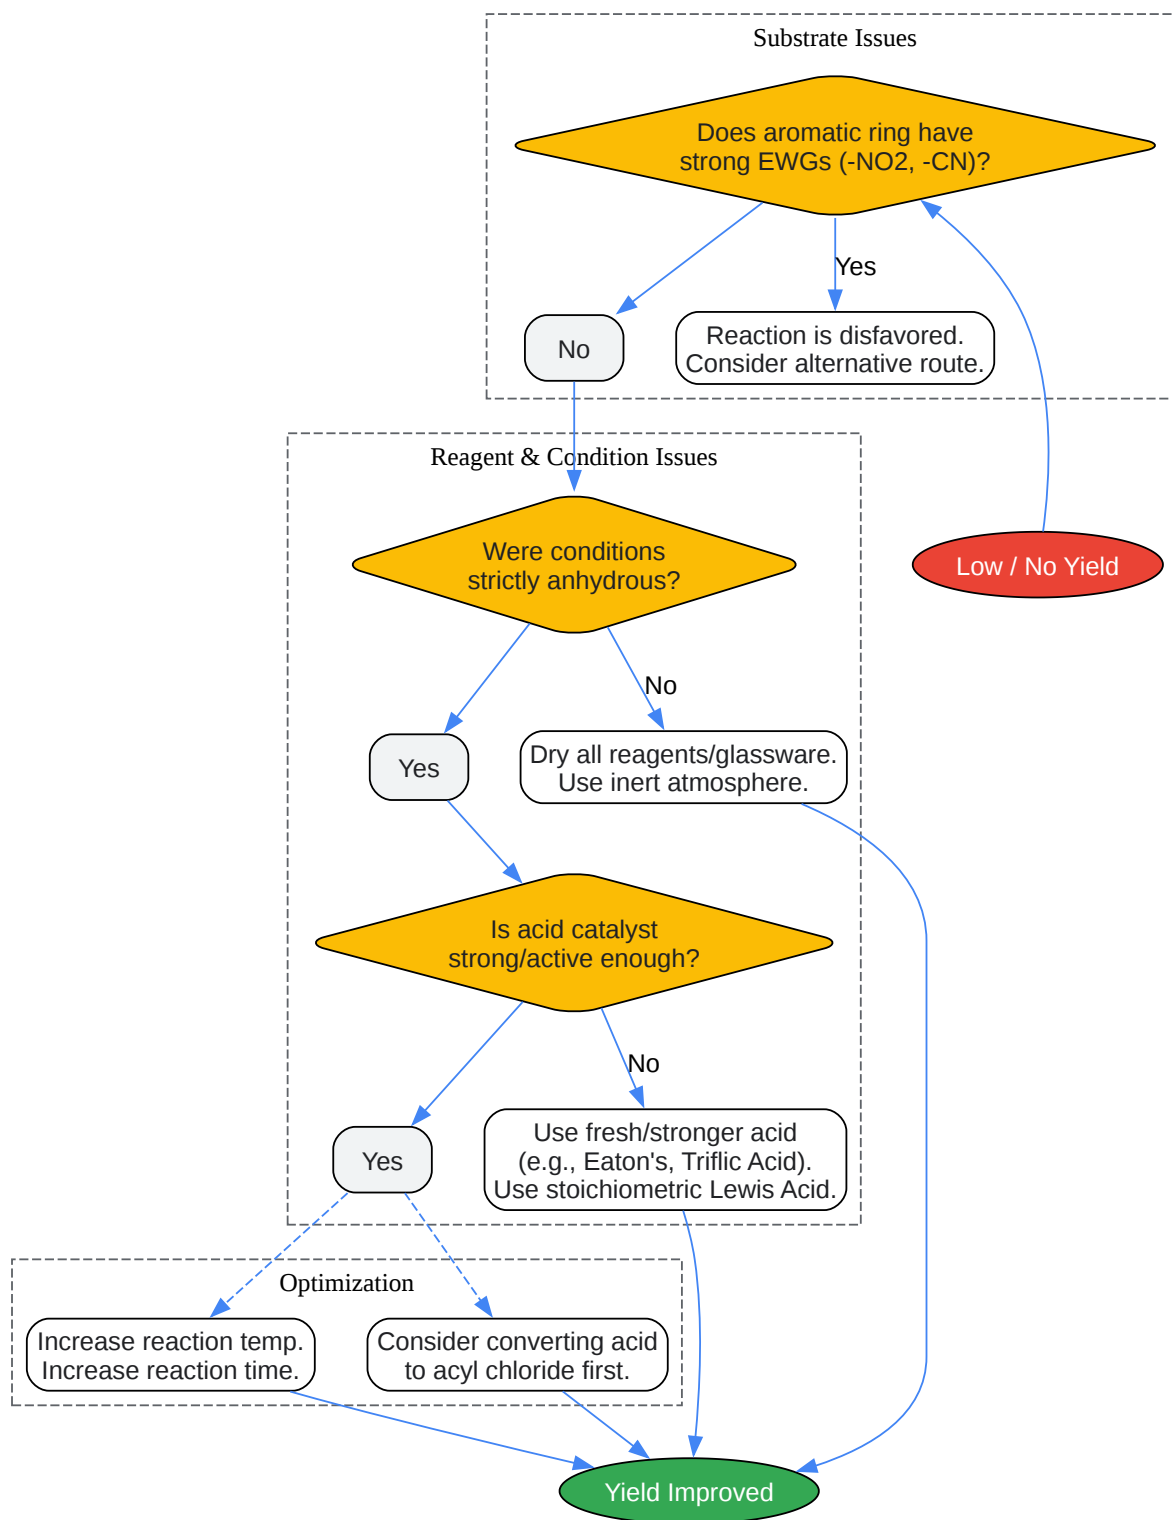 Substrate Issues
Does aromatic ring have
strong EWGs (-NO2, -CN)?
Yes
No
Reaction is disfavored.
Consider alternative route.
Reagent & Condition Issues
Were conditions
strictly anhydrous?
Low / No Yield
No
Yes
Dry all reagents/glassware.
Use inert atmosphere.
Is acid catalyst
strong/active enough?
No
Yes
Use fresh/stronger acid
(e.g., Eaton's, Triflic Acid).
Use stoichiometric Lewis Acid.
Optimization
Increase reaction temp.
Increase reaction time.
Consider converting acid
to acyl chloride first.
Yield Improved